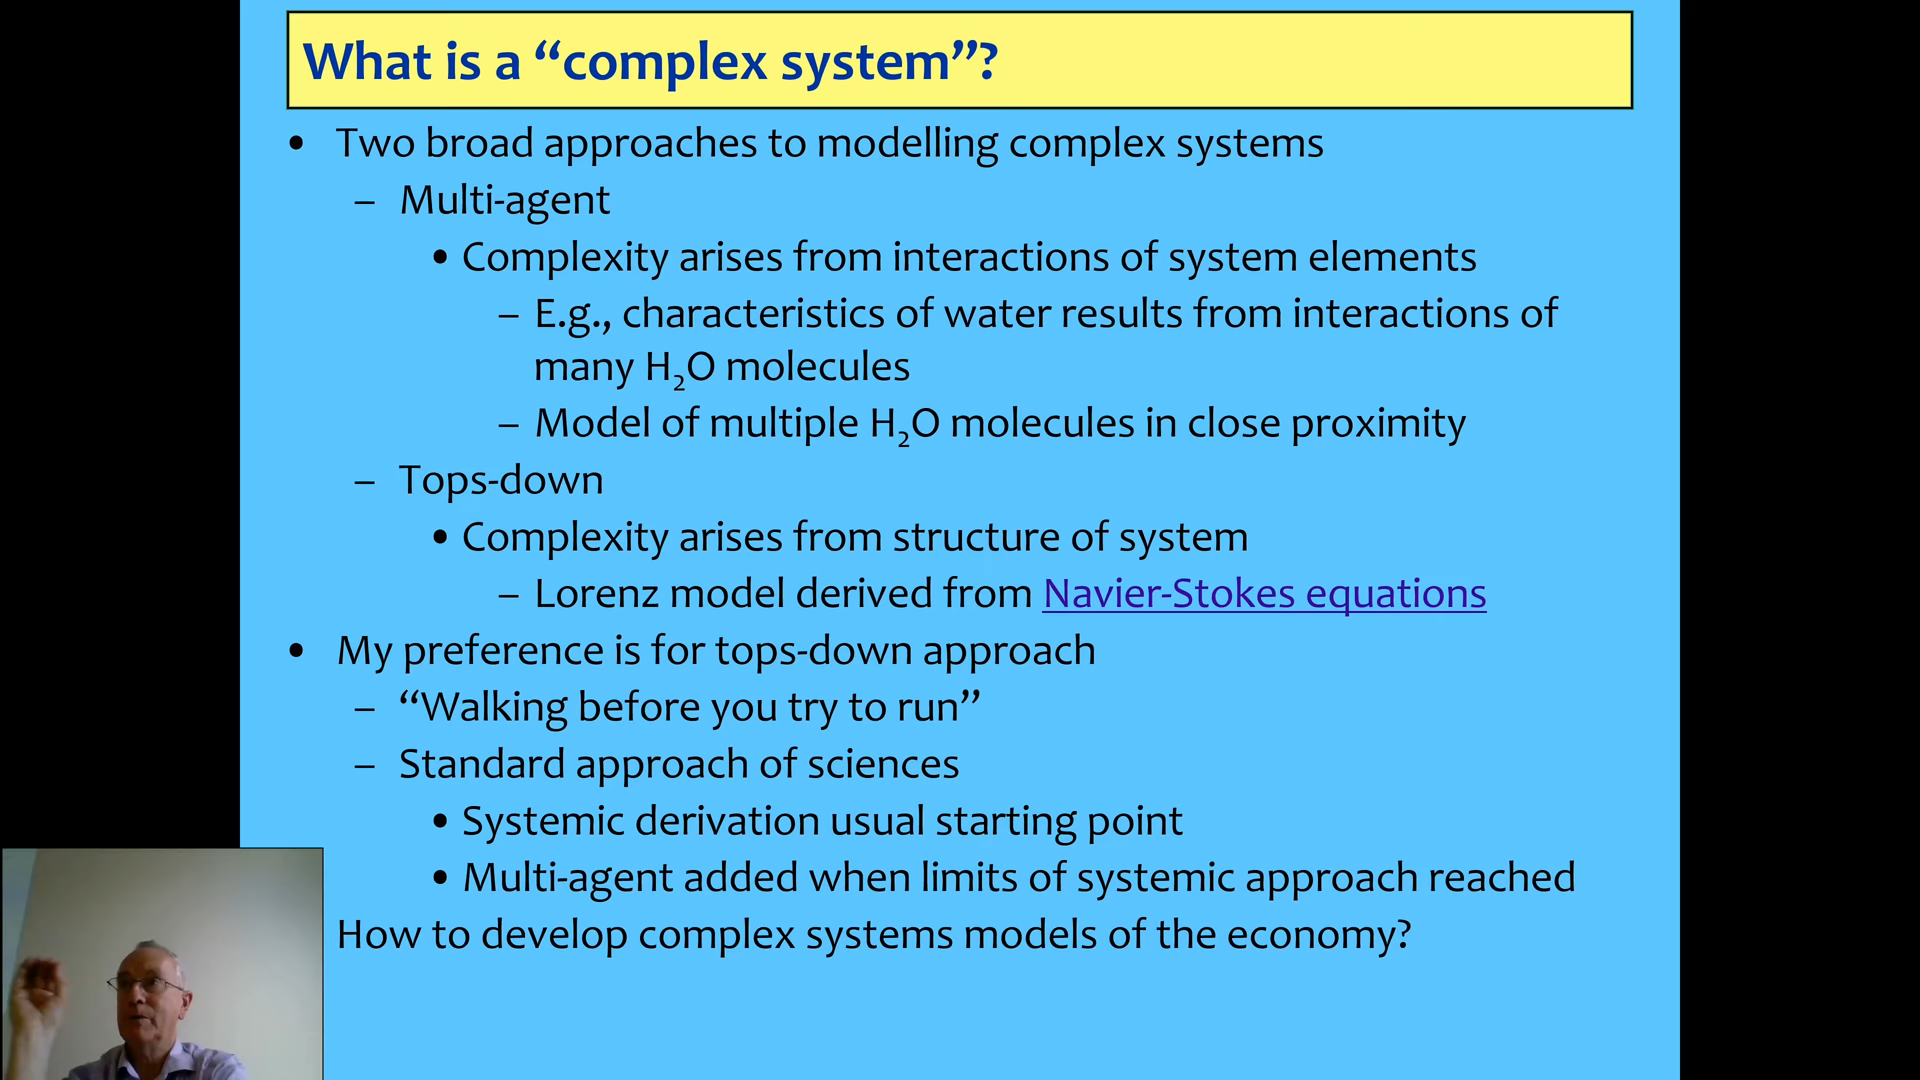 What is a “complex system”?
• Two broad approaches to modelling complex systems
– Multi-agent
• Complexity arises from interactions of system elements
– E.g., characteristics of water results from interactions of
many H₂O molecules
– Model of multiple H₂O molecules in close proximity
– Tops-down
• Complexity arises from structure of system
– Lorenz model derived from Navier-Stokes equations
• My preference is for tops-down approach
– “Walking before you try to run”
– Standard approach of sciences
• Systemic derivation usual starting point
• Multi-agent added when limits of systemic approach reached
How to develop complex systems models of the economy?